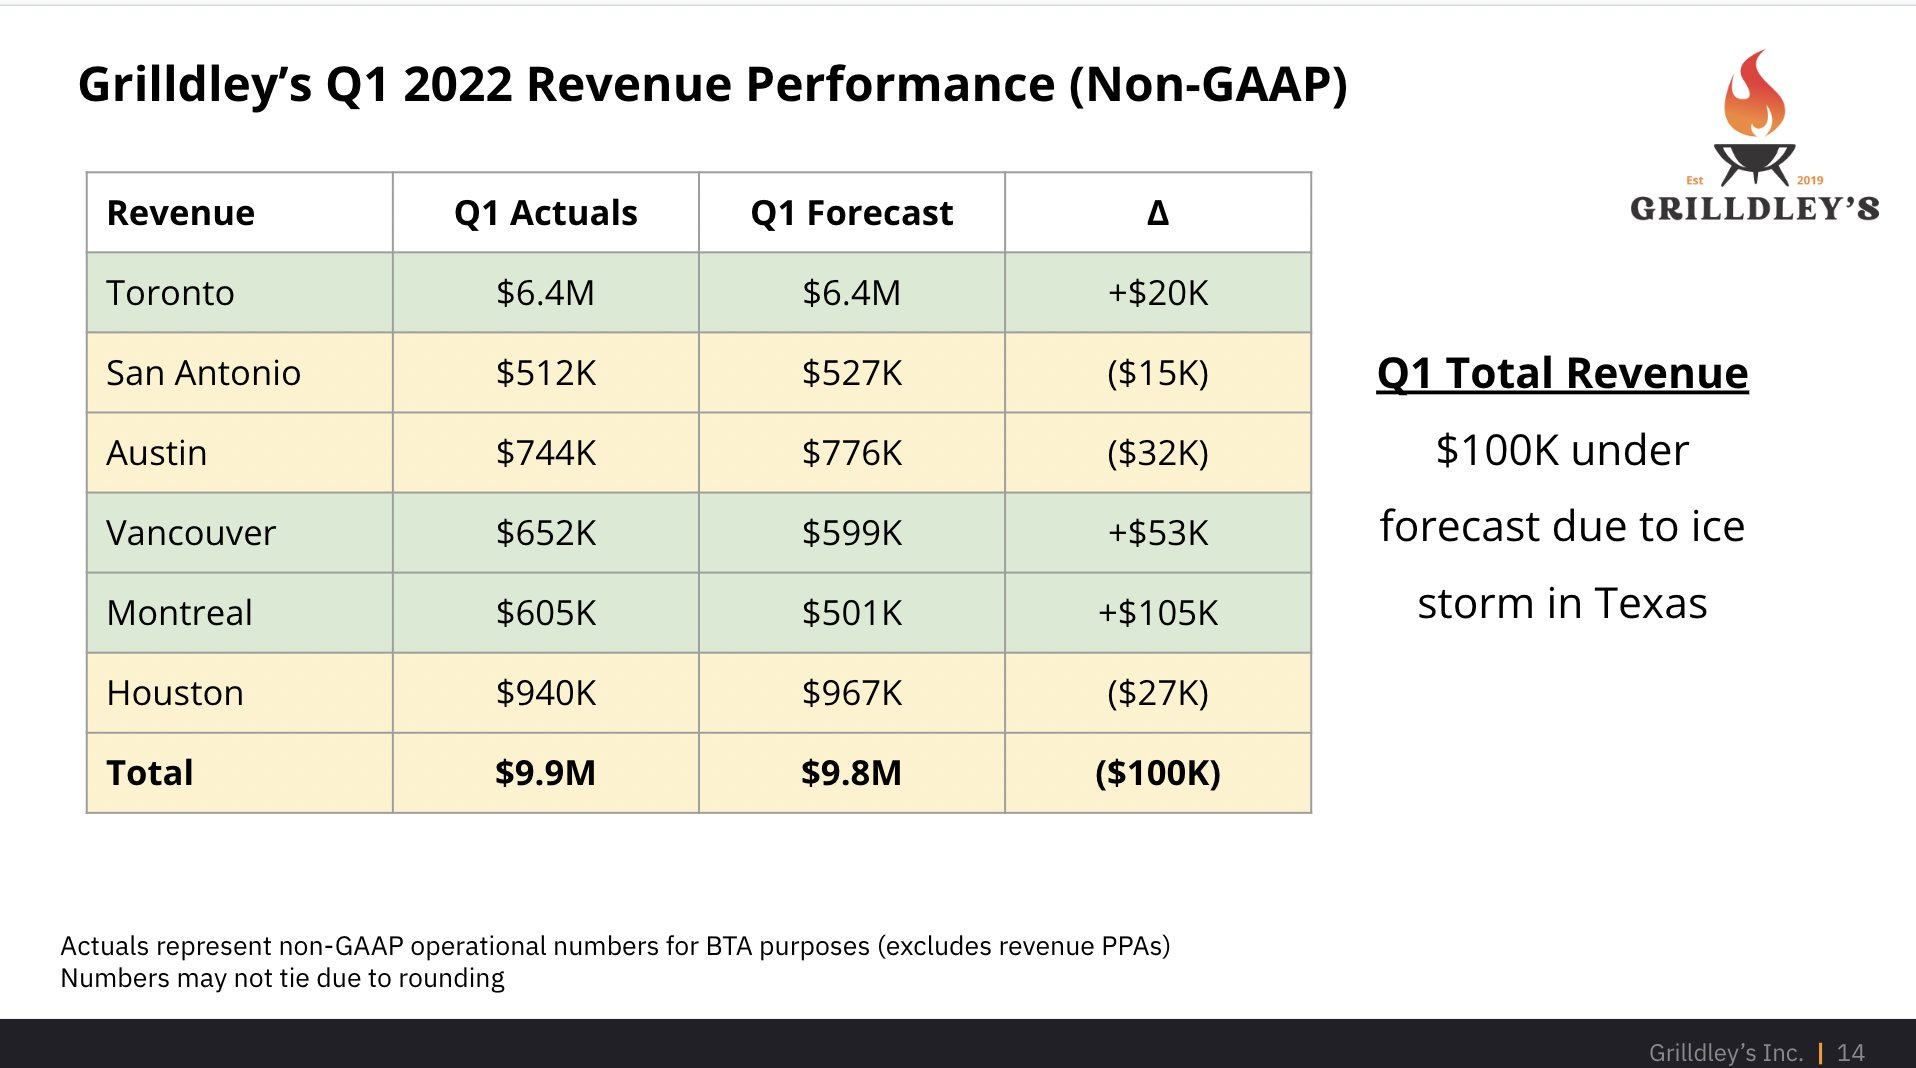 Grilldley’s Q1 2022 Revenue Performance (Non-GAAP)
Est 2019
GRILLDLEY’S
Revenue Q1 Actuals Q1 Forecast Δ
Toronto $6.4M $6.4M +$20K
San Antonio $512K $527K ($15K)
Austin $744K $776K ($32K)
Vancouver $652K $599K +$53K
Montreal $605K $501K +$105K
Houston $940K $967K ($27K)
Total $9.9M $9.8M ($100K)
Q1 Total Revenue
$100K under
forecast due to ice
storm in Texas
Actuals represent non-GAAP operational numbers for BTA purposes (excludes revenue PPAs)
Numbers may not tie due to rounding
Grilldley’s Inc. | 14